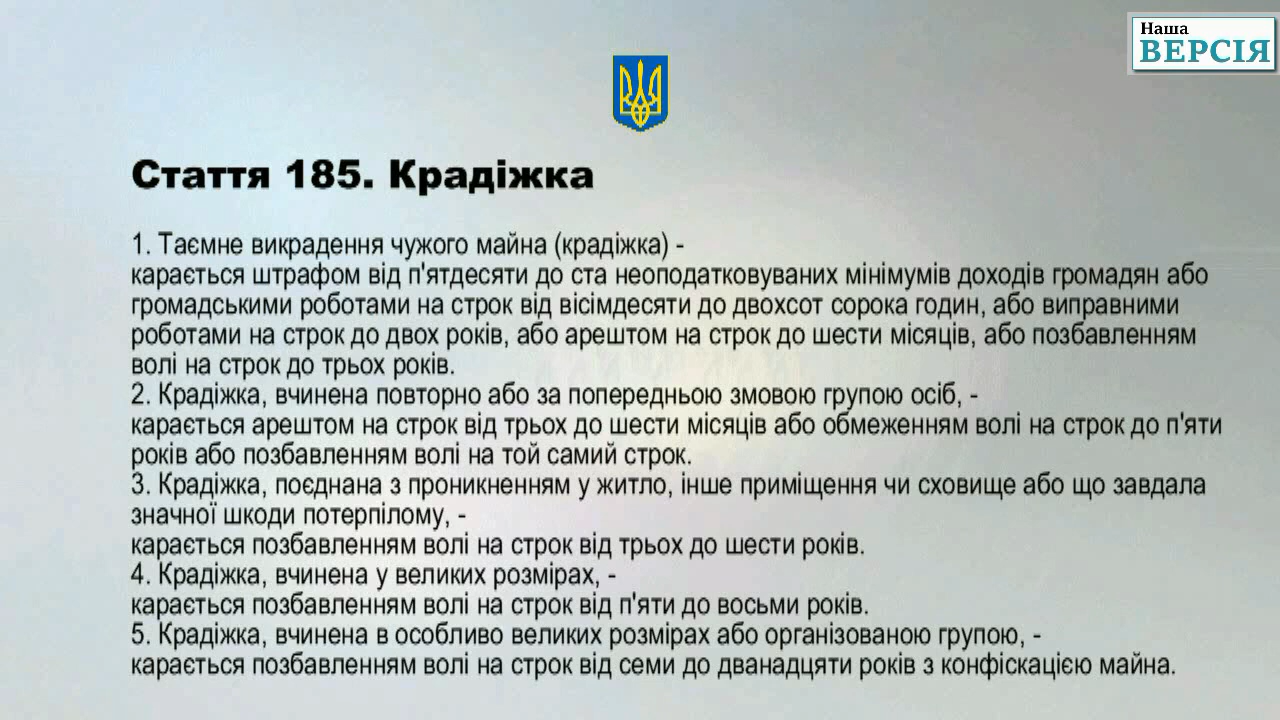 Наша
ВЕРСІЯ
Стаття 185. Крадіжка
1. Таємне викрадення чужого майна (крадіжка) -
карається штрафом від п'ятдесяти до ста неоподатковуваних мінімумів доходів громадян або
громадськими роботами на строк від вісімдесяти до двохсот сорока годин, або виправними
роботами на строк до двох років, або арештом на строк до шести місяців, або позбавленням
волі на строк до трьох років.
2. Крадіжка, вчинена повторно або за попередньою змовою групою осіб, -
карається арештом на строк від трьох до шести місяців або обмеженням волі на строк до п'яти
років або позбавленням волі на той самий строк.
3. Крадіжка, поєднана з проникненням у житло, інше приміщення чи сховище або що завдала
значної шкоди потерпілому, -
карається позбавленням волі на строк від трьох до шести років.
4. Крадіжка, вчинена у великих розмірах, -
карається позбавленням волі на строк від п'яти до восьми років.
5. Крадіжка, вчинена в особливо великих розмірах або організованою групою, -
карається позбавленням волі на строк від семи до дванадцяти років з конфіскацією майна.